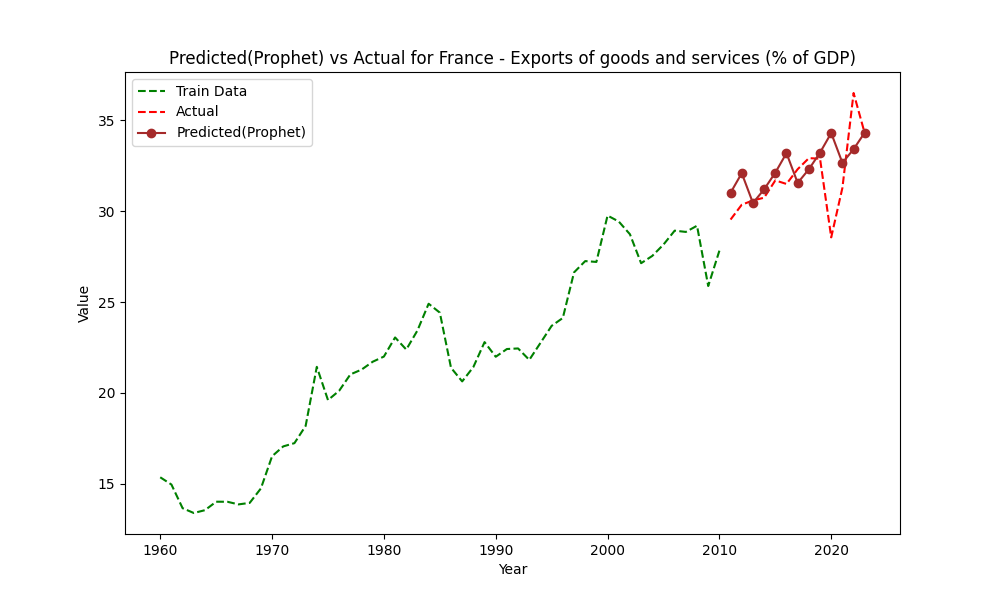 Predicted(Prophet) vs Actual for France - Exports of goods and services (% of GDP)
Train Data
Actual
Predicted(Prophet)
Value
35
30
25
20
15
1960 1970 1980 1990 2000 2010 2020
Year